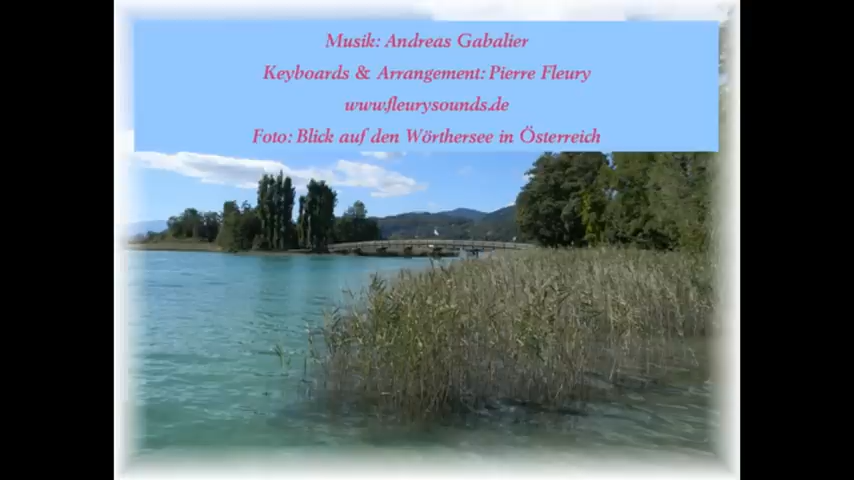 Musik: Andreas Gabalier
Keyboards & Arrangement: Pierre Fleury
www.fleurysounds.de
Foto: Blick auf den Wörthersee in Österreich